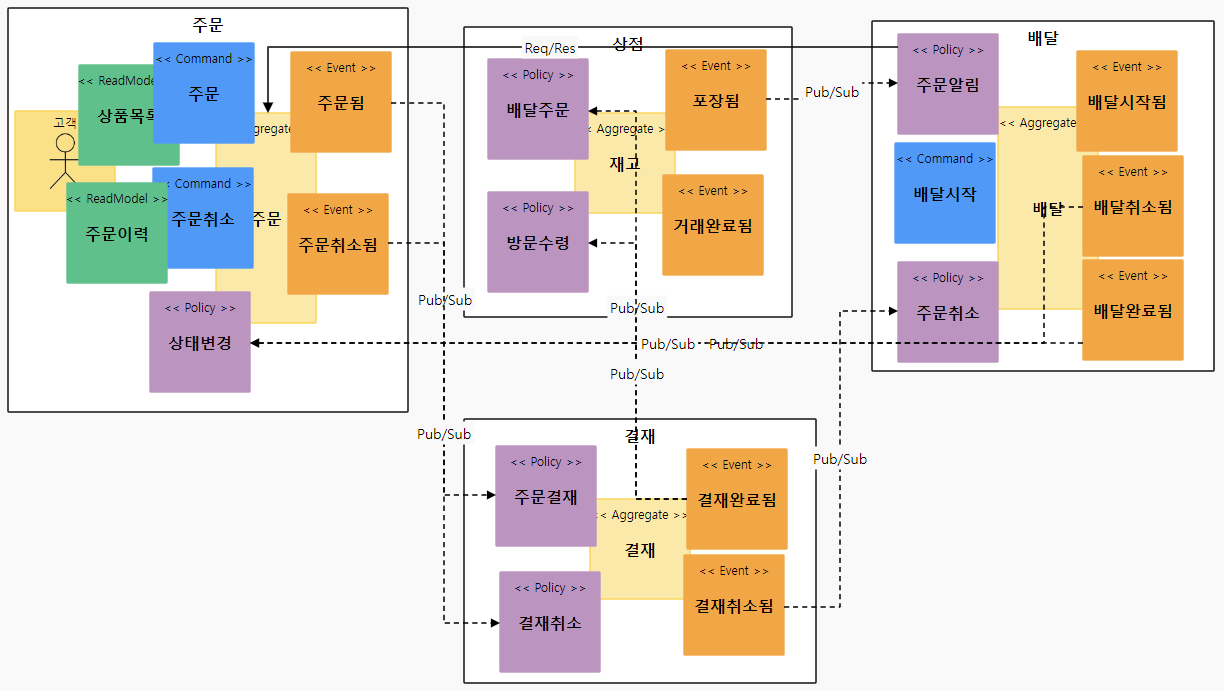 주문
고객
<< ReadMode
상품목록
<< Command >>
주문
<< Event >>
주문됨
ggregate
주문
<< ReadModel >>
주문이력
Command >>
주문취소
<< Event >>
주문취소됨
<< Policy >>
상태변경
Req/Res
상점
<< Policy >>
배달주문
<< Aggregate >
재고
<< Event >>
포장됨
<< Policy >>
방문수령
<< Event >>
거래완료됨
Pub/Sub
배달
<< Policy >>
주문알림
<< Aggregate
배달
<< Event >>
배달시작됨
<< Command >>
배달시작
<< Event >>
배달취소됨
<< Policy >>
주문취소
<< Event >>
배달완료됨
Pub/Sub
Pub/Sub
Pub/Sub
Pub/Sub
Pub/Sub
Pub/Sub
Pub/Sub
결재
<< Policy >>
주문결재
<< Aggregate >>
결재
<< Event >>
결재완료됨
<< Policy >>
결재취소
<< Event >>
결재취소됨